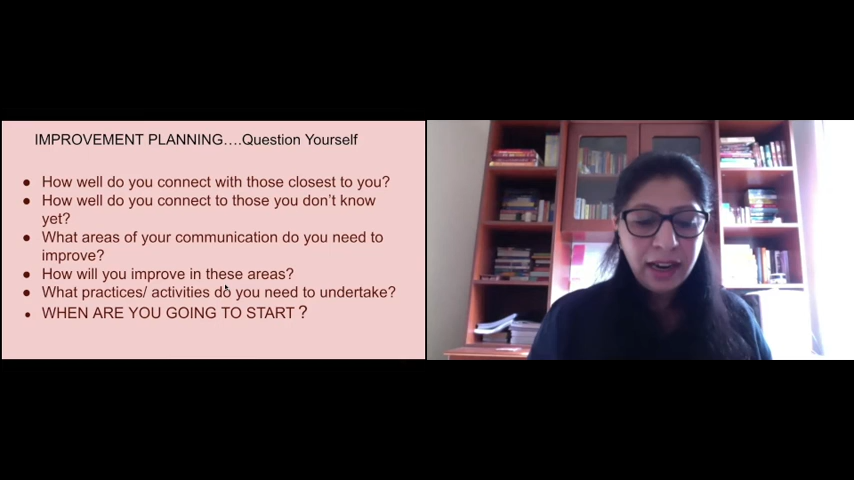 IMPROVEMENT PLANNING....Question Yourself
● How well do you connect with those closest to you?
● How well do you connect to those you don't know
yet?
● What areas of your communication do you need to
improve?
● How will you improve in these areas?
● What practices/ activities do you need to undertake?
● WHEN ARE YOU GOING TO START ?